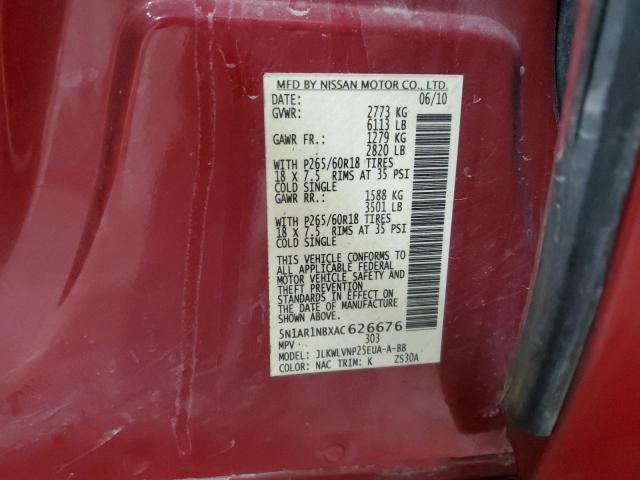 MFD BY NISSAN MOTOR CO., LTD.
DATE: 06/10
GVWR: 2773 KG
6113 LB
GAWR FR.: 1279 KG
2820 LB
WITH P265/60R18 TIRES
18 X 7.5 RIMS AT 35 PSI
COLD SINGLE
GAWR RR.: 1588 KG
3501 LB
WITH P265/60R18 TIRES
18 X 7.5 RIMS AT 35 PSI
COLD SINGLE
THIS VEHICLE CONFORMS TO
ALL APPLICABLE FEDERAL
MOTOR VEHICLE SAFETY AND
THEFT PREVENTION
STANDARDS IN EFFECT ON
THE DATE OF MANUFACTURE
SHOWN ABOVE.
5N1AR1NBXAC626676
MPV 303
MODEL: JLKWLVNP25EUA-A-BB
COLOR: NAC TRIM: K ZS30A